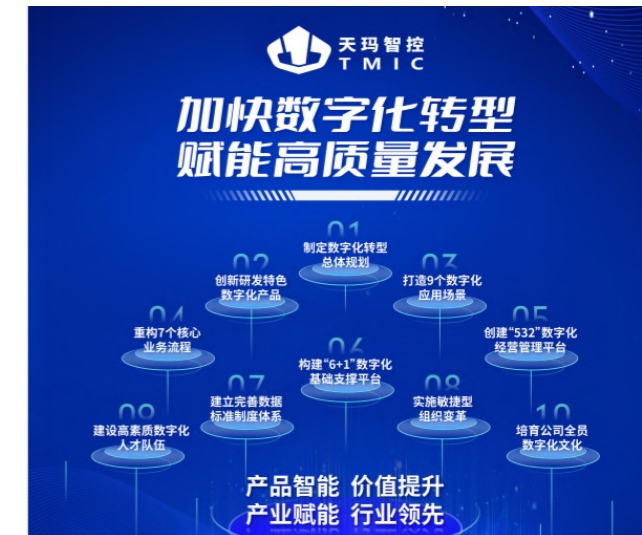 天玛智控
TMIC
加快数字化转型
赋能高质量发展
01
制定数字化转型
总体规划
02
创新研发特色
数字化产品
03
打造9个数字化
应用场景
04
重构7个核心
业务流程
05
创建“532”数字化
经营管理平台
06
构建“6+1”数字化
基础支撑平台
07
建立完善数据
标准制度体系
08
实施敏捷型
组织变革
09
建设高素质数字化
人才队伍
10
培育公司全员
数字化文化
产品智能 价值提升
产业赋能 行业领先